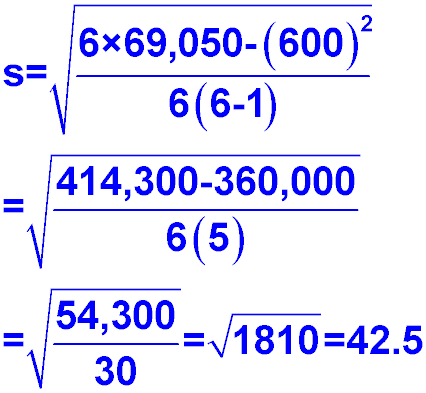 s=√((6×69,050-(600)²)/(6(6-1)))
=√((414,300-360,000)/(6(5)))
=√(54,300/30)=√1810=42.5